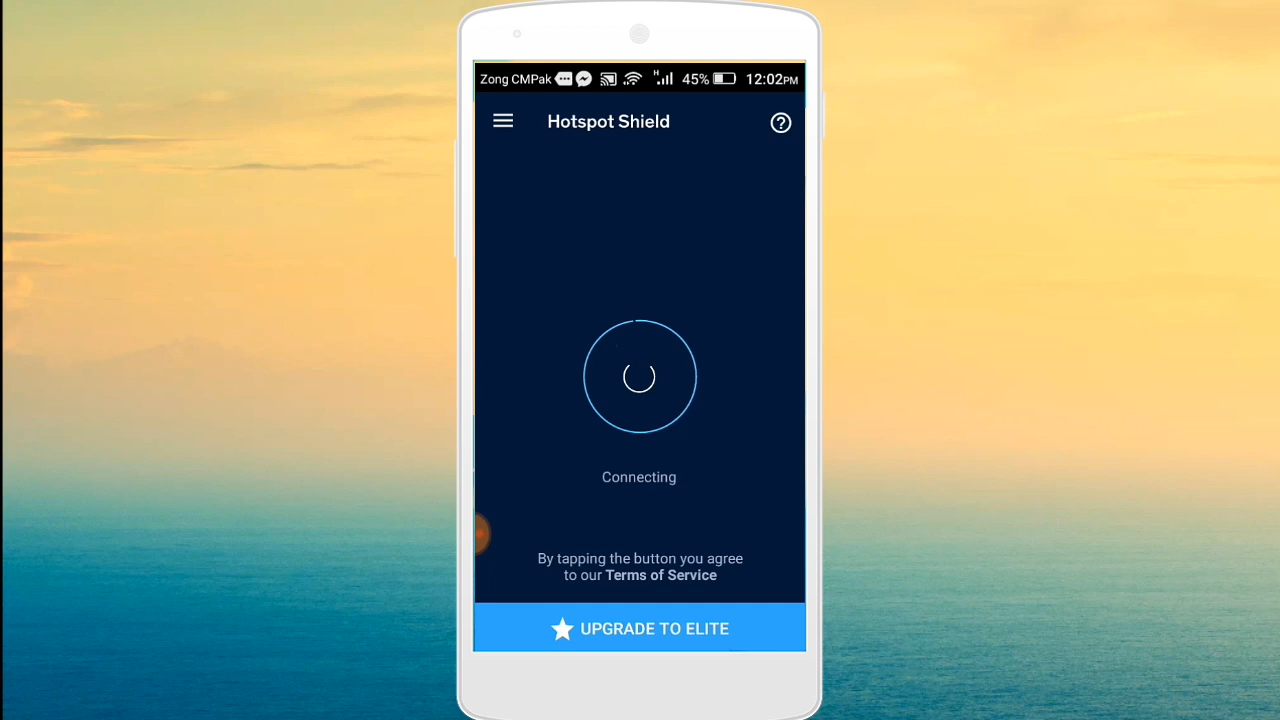 Zong CMPak H 45% 12:02PM
Hotspot Shield
Connecting
By tapping the button you agree
to our Terms of Service
UPGRADE TO ELITE